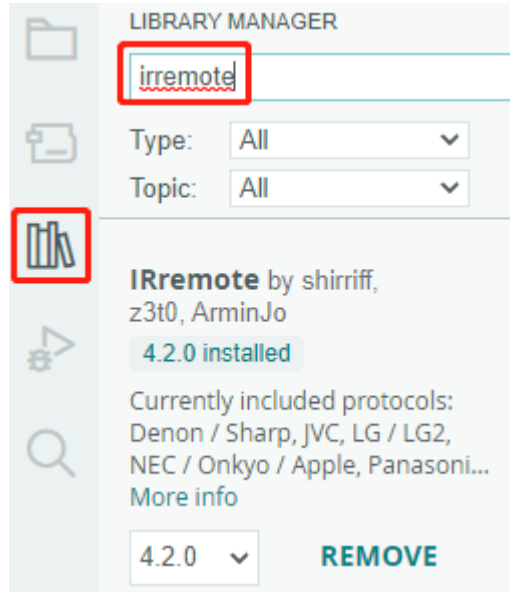 LIBRARY MANAGER
irremote
Type: All
Topic: All
IRremote by shirriff,
z3t0, ArminJo
4.2.0 installed
Currently included protocols:
Denon / Sharp, JVC, LG / LG2,
NEC / Onkyo / Apple, Panasoni...
More info
4.2.0 REMOVE